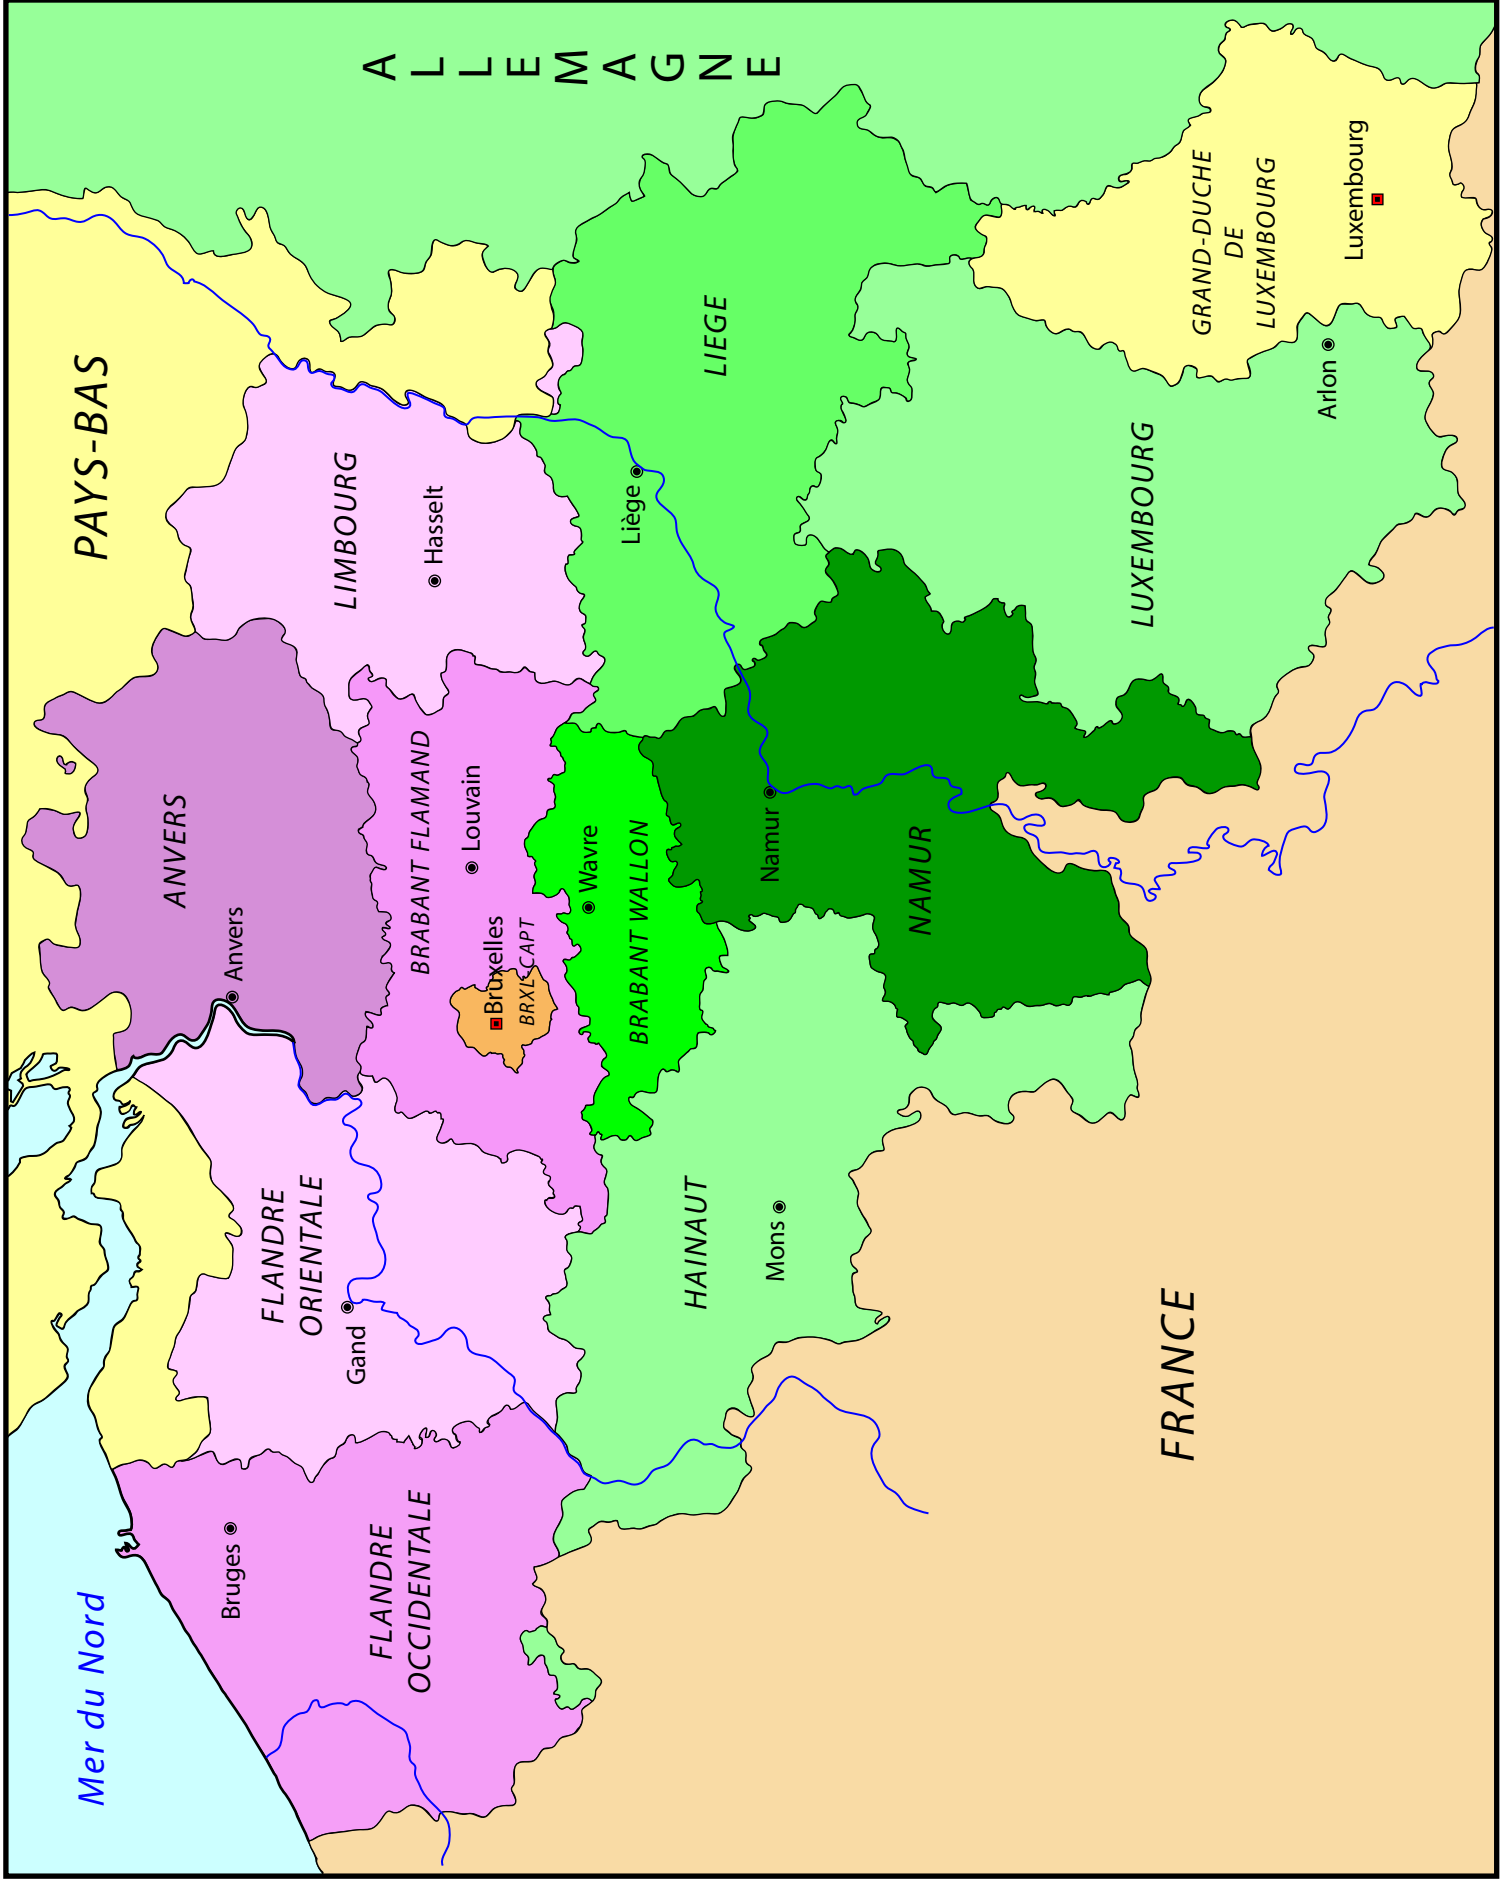 Mer du Nord
PAYS-BAS
ALLEMAGNE
FRANCE
FLANDRE
OCCIDENTALE
Bruges
FLANDRE
ORIENTALE
Gand
ANVERS
Anvers
LIMBOURG
Hasselt
BRABANT FLAMAND
Louvain
Bruxelles
BRXL CAPT
Wavre
BRABANT WALLON
LIEGE
Liège
HAINAUT
Mons
NAMUR
Namur
LUXEMBOURG
Arlon
GRAND-DUCHE
DE
LUXEMBOURG
Luxembourg